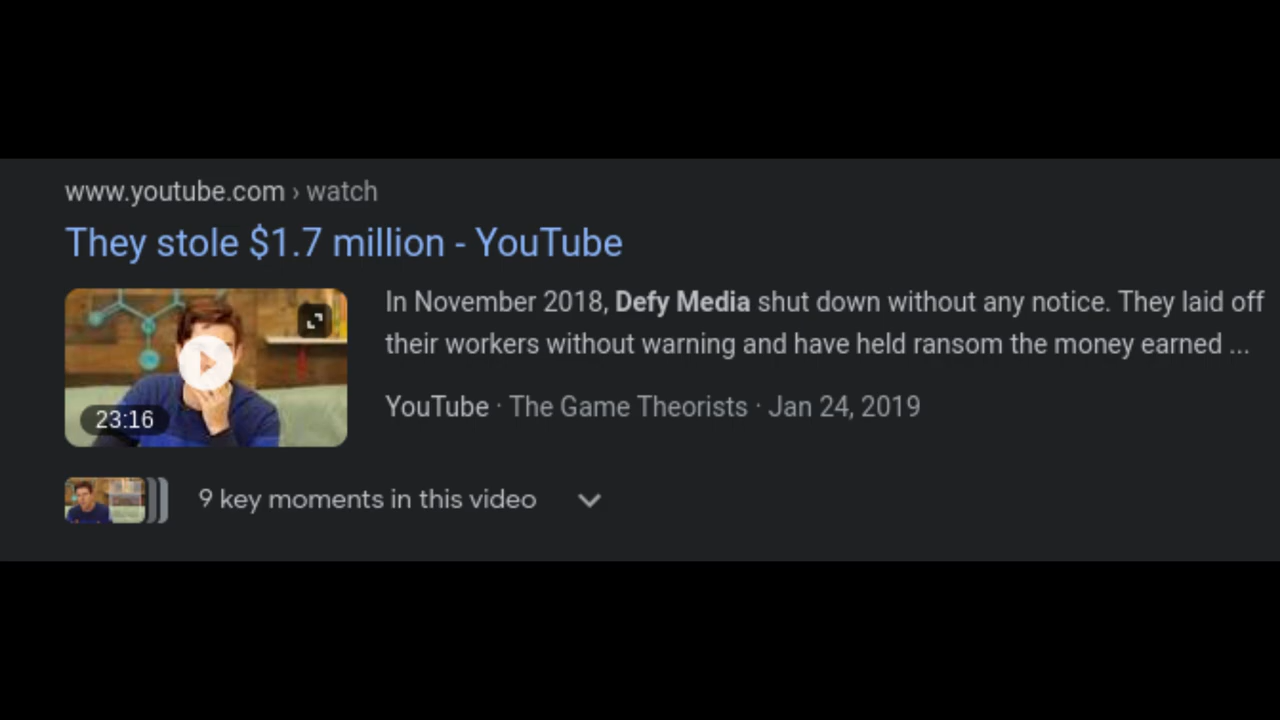 www.youtube.com › watch
They stole $1.7 million - YouTube
In November 2018, Defy Media shut down without any notice. They laid off
their workers without warning and have held ransom the money earned ...
23:16
YouTube · The Game Theorists · Jan 24, 2019
9 key moments in this video